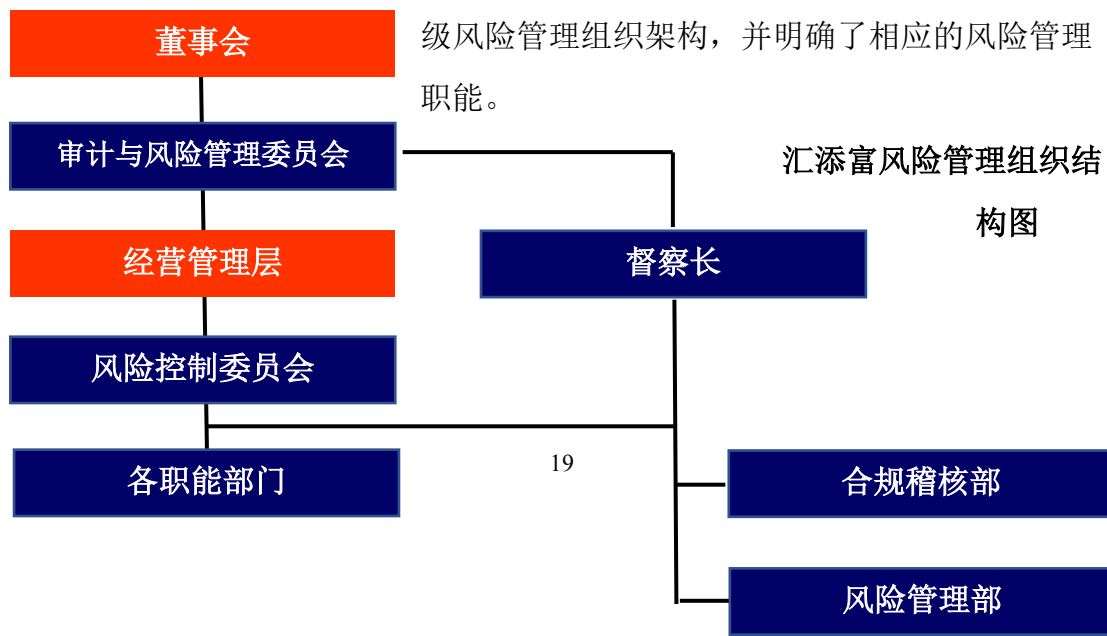 董事会
级风险管理组织架构，并明确了相应的风险管理
职能。
审计与风险管理委员会
汇添富风险管理组织结
构图
经营管理层
督察长
风险控制委员会
各职能部门
19
合规稽核部
风险管理部